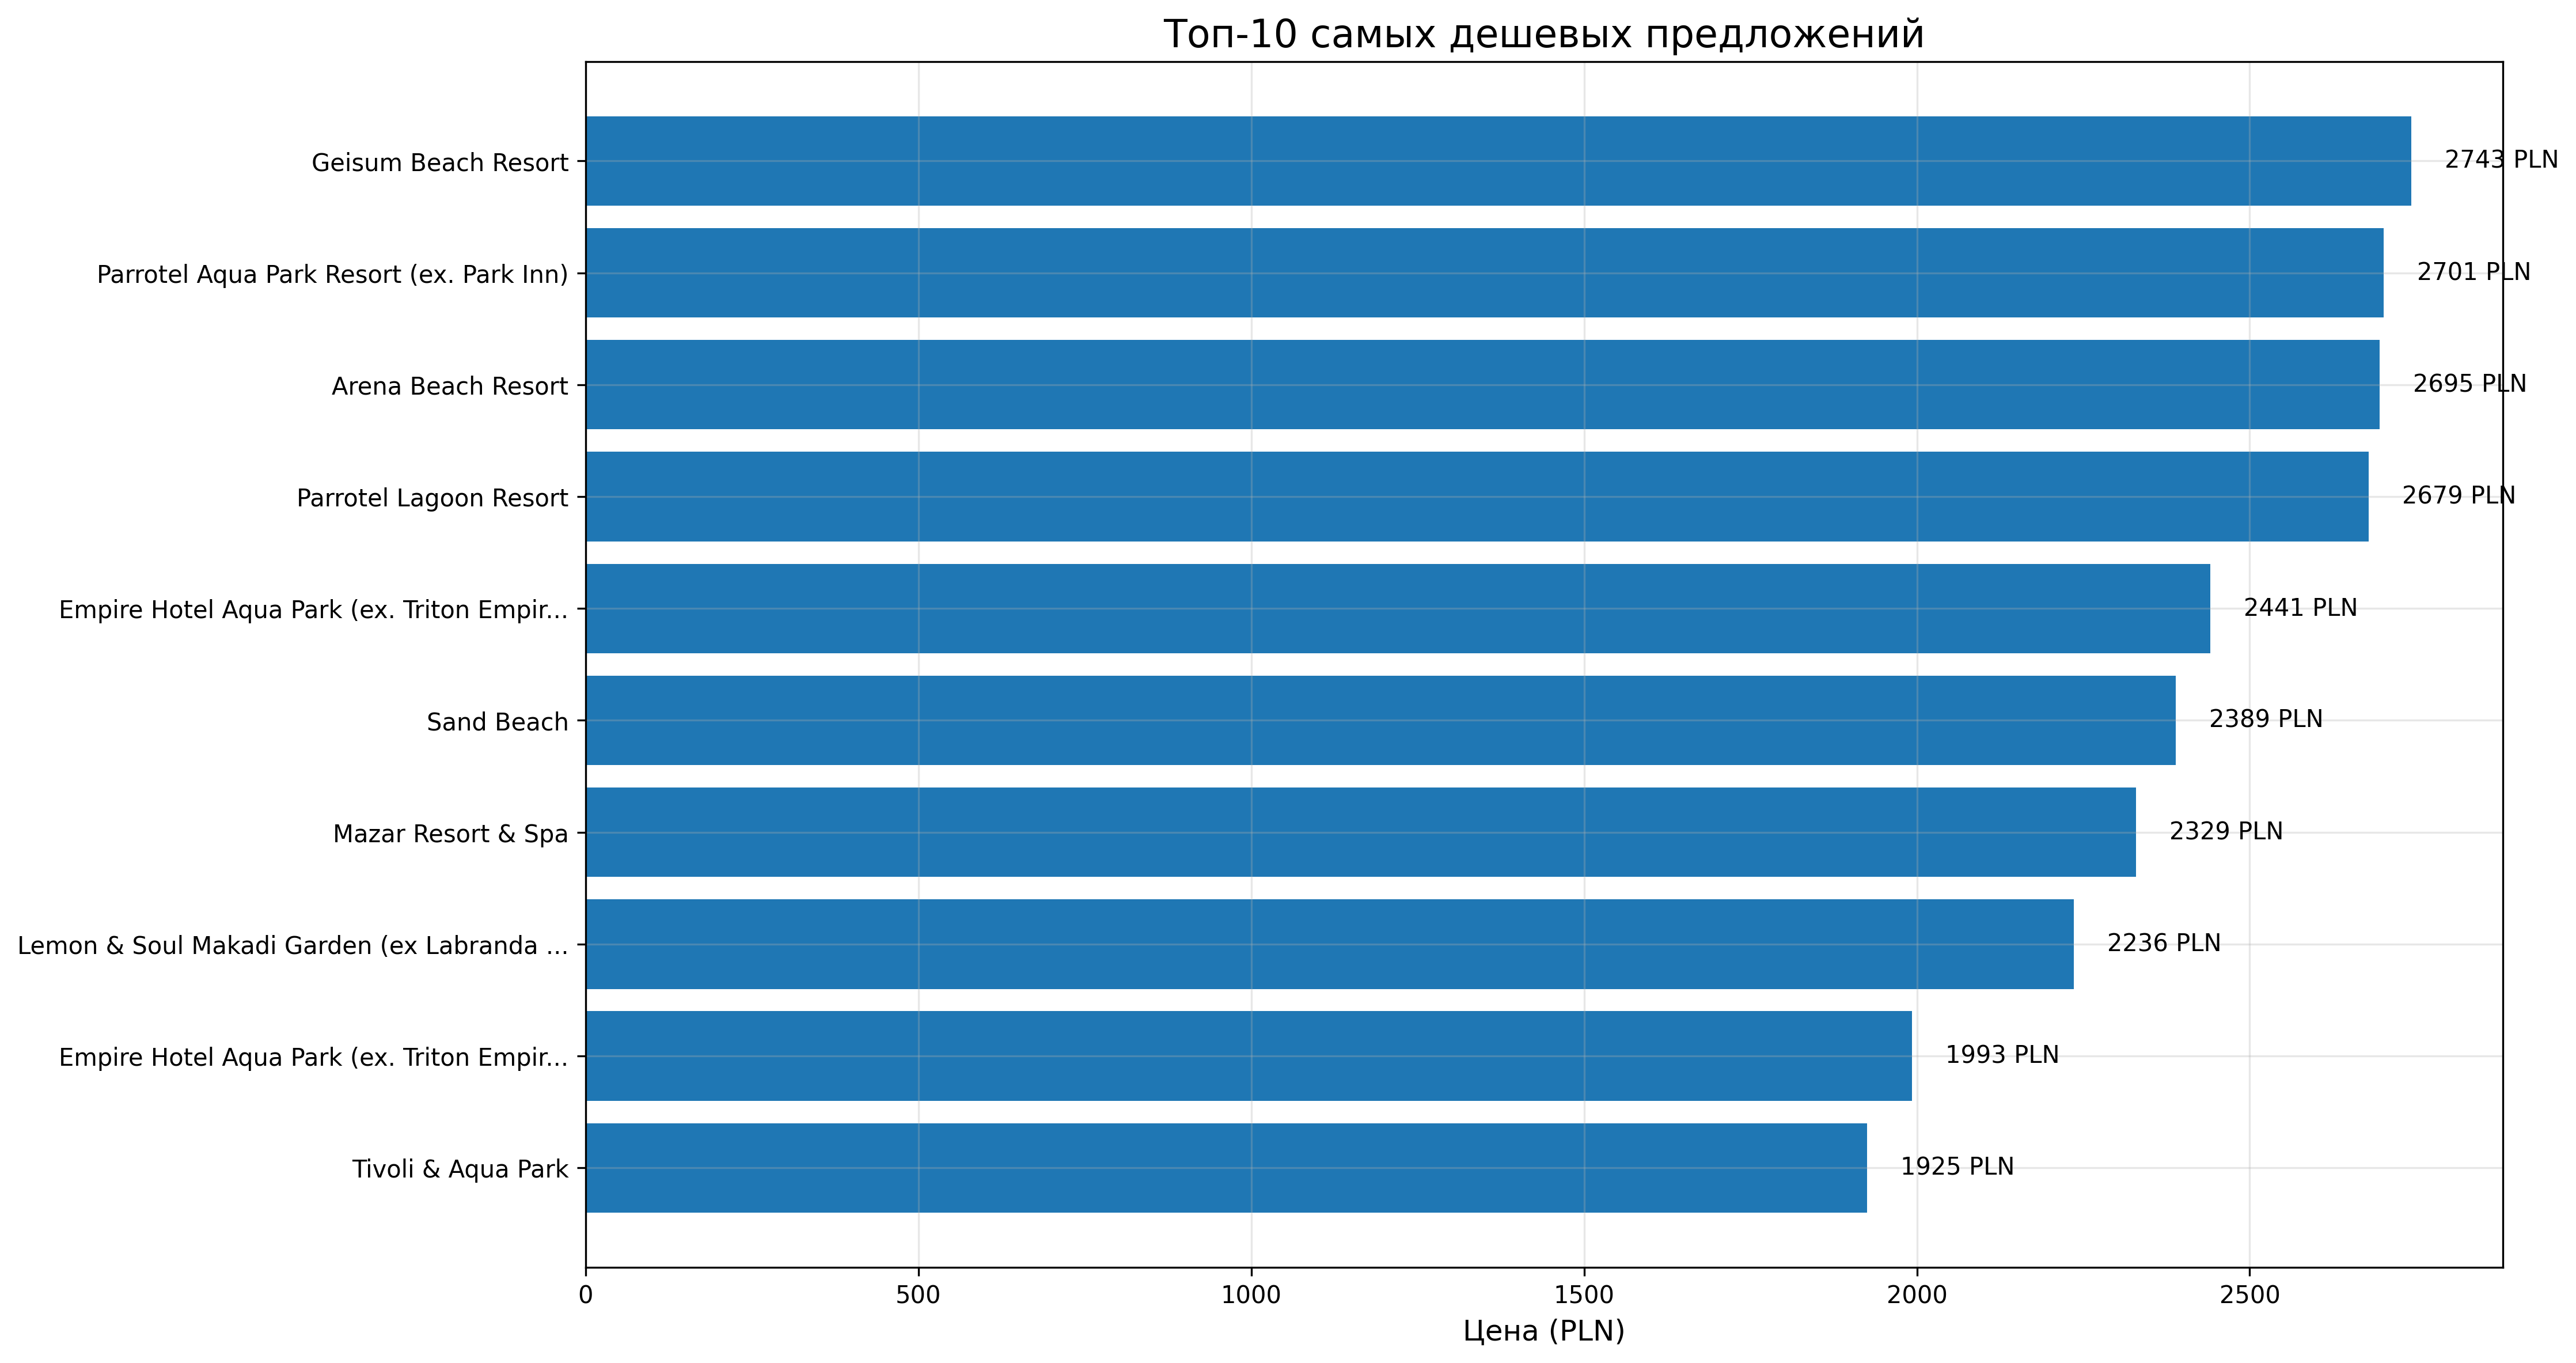 Топ-10 самых дешевых предложений
Geisum Beach Resort 2743 PLN
Parrotel Aqua Park Resort (ex. Park Inn) 2701 PLN
Arena Beach Resort 2695 PLN
Parrotel Lagoon Resort 2679 PLN
Empire Hotel Aqua Park (ex. Triton Empir... 2441 PLN
Sand Beach 2389 PLN
Mazar Resort & Spa 2329 PLN
Lemon & Soul Makadi Garden (ex Labranda ... 2236 PLN
Empire Hotel Aqua Park (ex. Triton Empir... 1993 PLN
Tivoli & Aqua Park 1925 PLN
0 500 1000 1500 2000 2500
Цена (PLN)